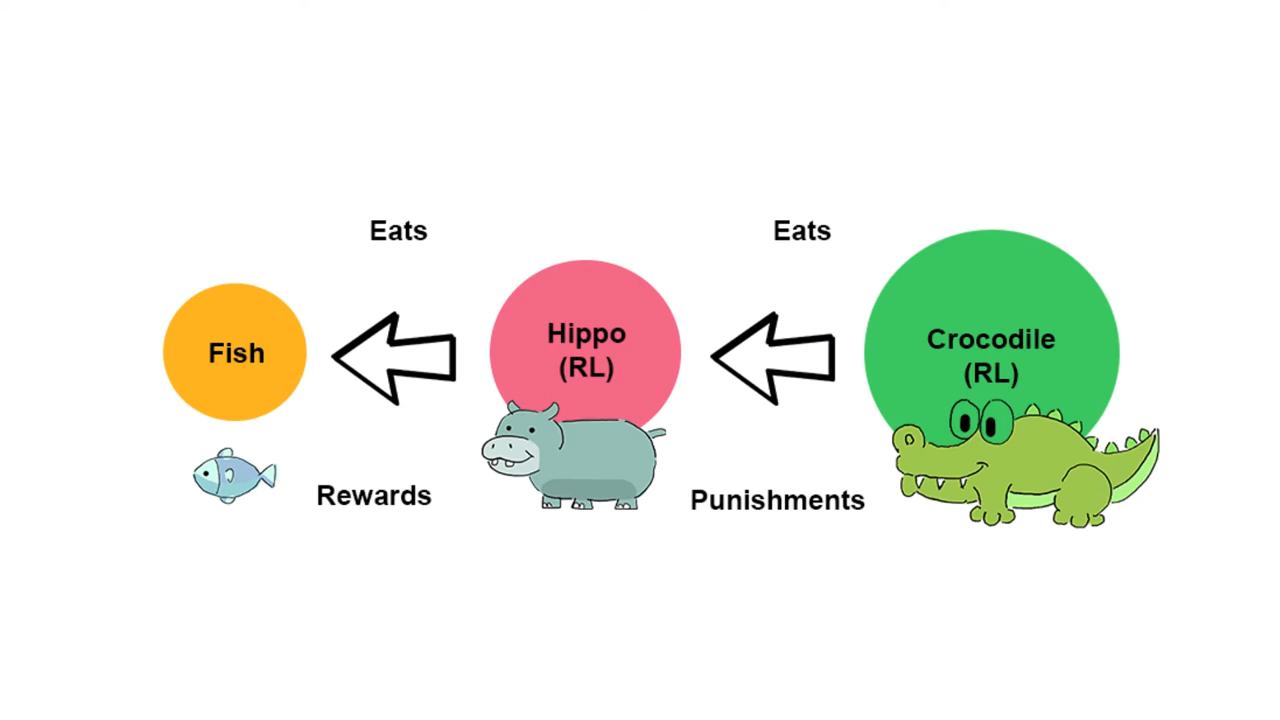 Eats
Eats
Fish
Hippo
(RL)
Crocodile
(RL)
Rewards
Punishments